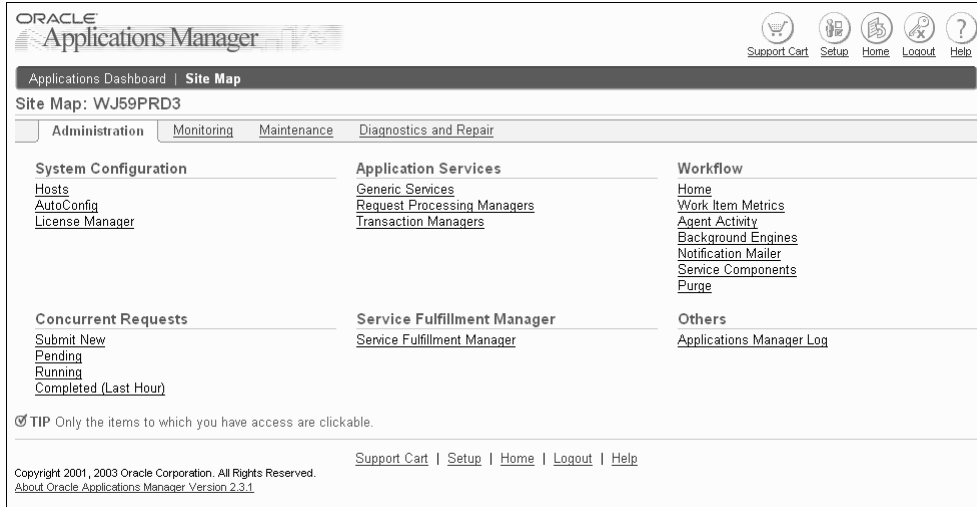 ORACLE
Applications Manager
Support Cart Setup Home Logout Help
Applications Dashboard | Site Map
Site Map: WJ59PRD3
Administration Monitoring Maintenance Diagnostics and Repair
System Configuration
Hosts
AutoConfig
License Manager
Application Services
Generic Services
Request Processing Managers
Transaction Managers
Workflow
Home
Work Item Metrics
Agent Activity
Background Engines
Notification Mailer
Service Components
Purge
Concurrent Requests
Submit New
Pending
Running
Completed (Last Hour)
Service Fulfillment Manager
Service Fulfillment Manager
Others
Applications Manager Log
TIP Only the items to which you have access are clickable.
Support Cart | Setup | Home | Logout | Help
Copyright 2001, 2003 Oracle Corporation. All Rights Reserved.
About Oracle Applications Manager Version 2.3.1